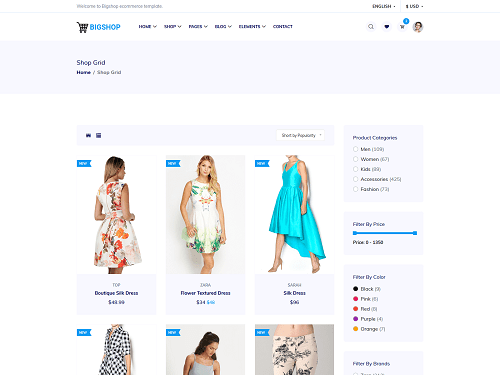 Welcome to Bigshop ecommerce template.
ENGLISH
$ USD
BIGSHOP
HOME
SHOP
PAGES
BLOG
ELEMENTS
CONTACT
Shop Grid
Home / Shop Grid
Short by Popularity
NEW
NEW
NEW
TOP
Boutique Silk Dress
$48.99
ZARA
Flower Textured Dress
$34
SARAH
Silk Dress
$96
NEW
NEW
NEW
Product Categories
Men (109)
Women (67)
Kids (89)
Accessories (425)
Fashion (73)
Filter By Price
Price: 0 - 1350
Filter By Color
Black (9)
Pink (6)
Red (8)
Purple (4)
Orange (7)
Filter By Brands